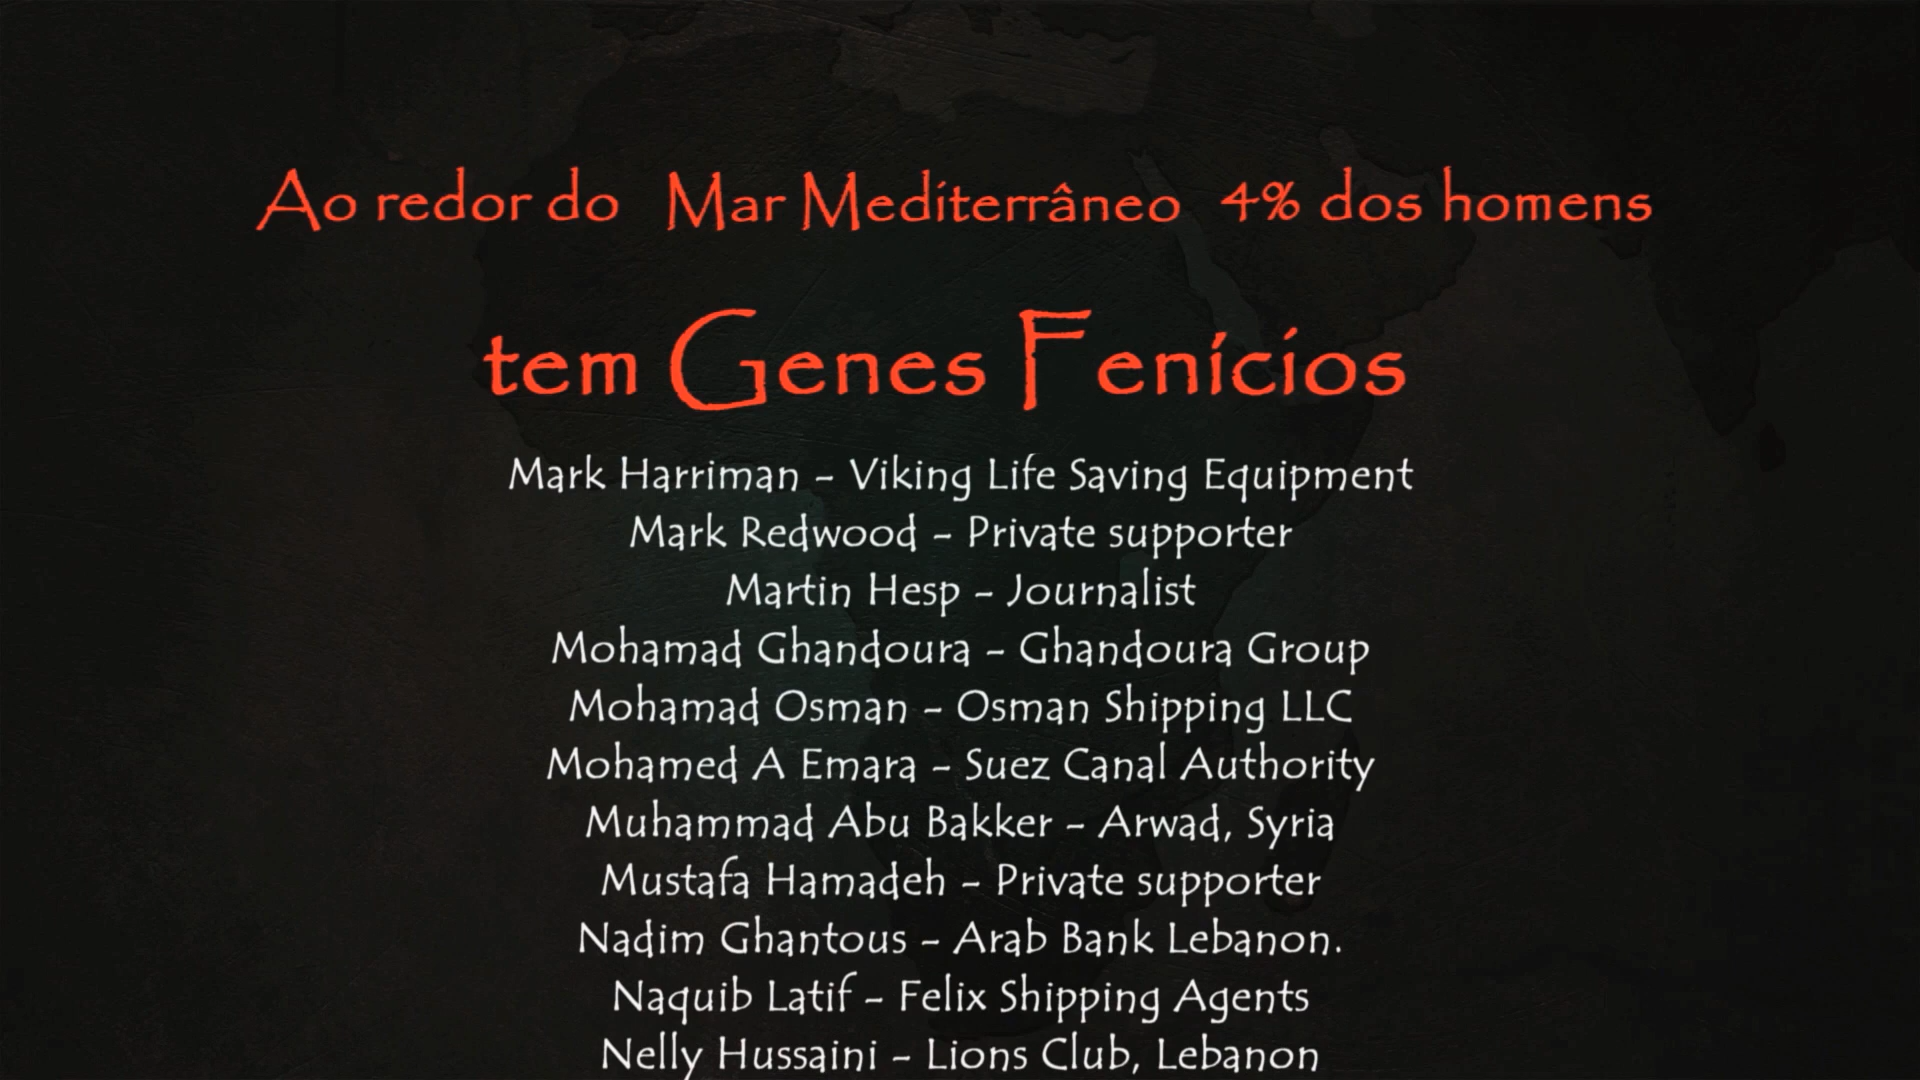 Ao redor do Mar Mediterrâneo 4% dos homens
tem Genes Fenícios
Mark Harriman - Viking Life Saving Equipment
Mark Redwood - Private supporter
Martin Hesp - Journalist
Mohamad Ghandoura - Ghandoura Group
Mohamad Osman - Osman Shipping LLC
Mohamed A Emara - Suez Canal Authority
Muhammad Abu Bakker - Arwad, Syria
Mustafa Hamadeh - Private supporter
Nadim Ghantous - Arab Bank Lebanon.
Naquib Latif - Felix Shipping Agents
Nelly Hussaini - Lions Club, Lebanon